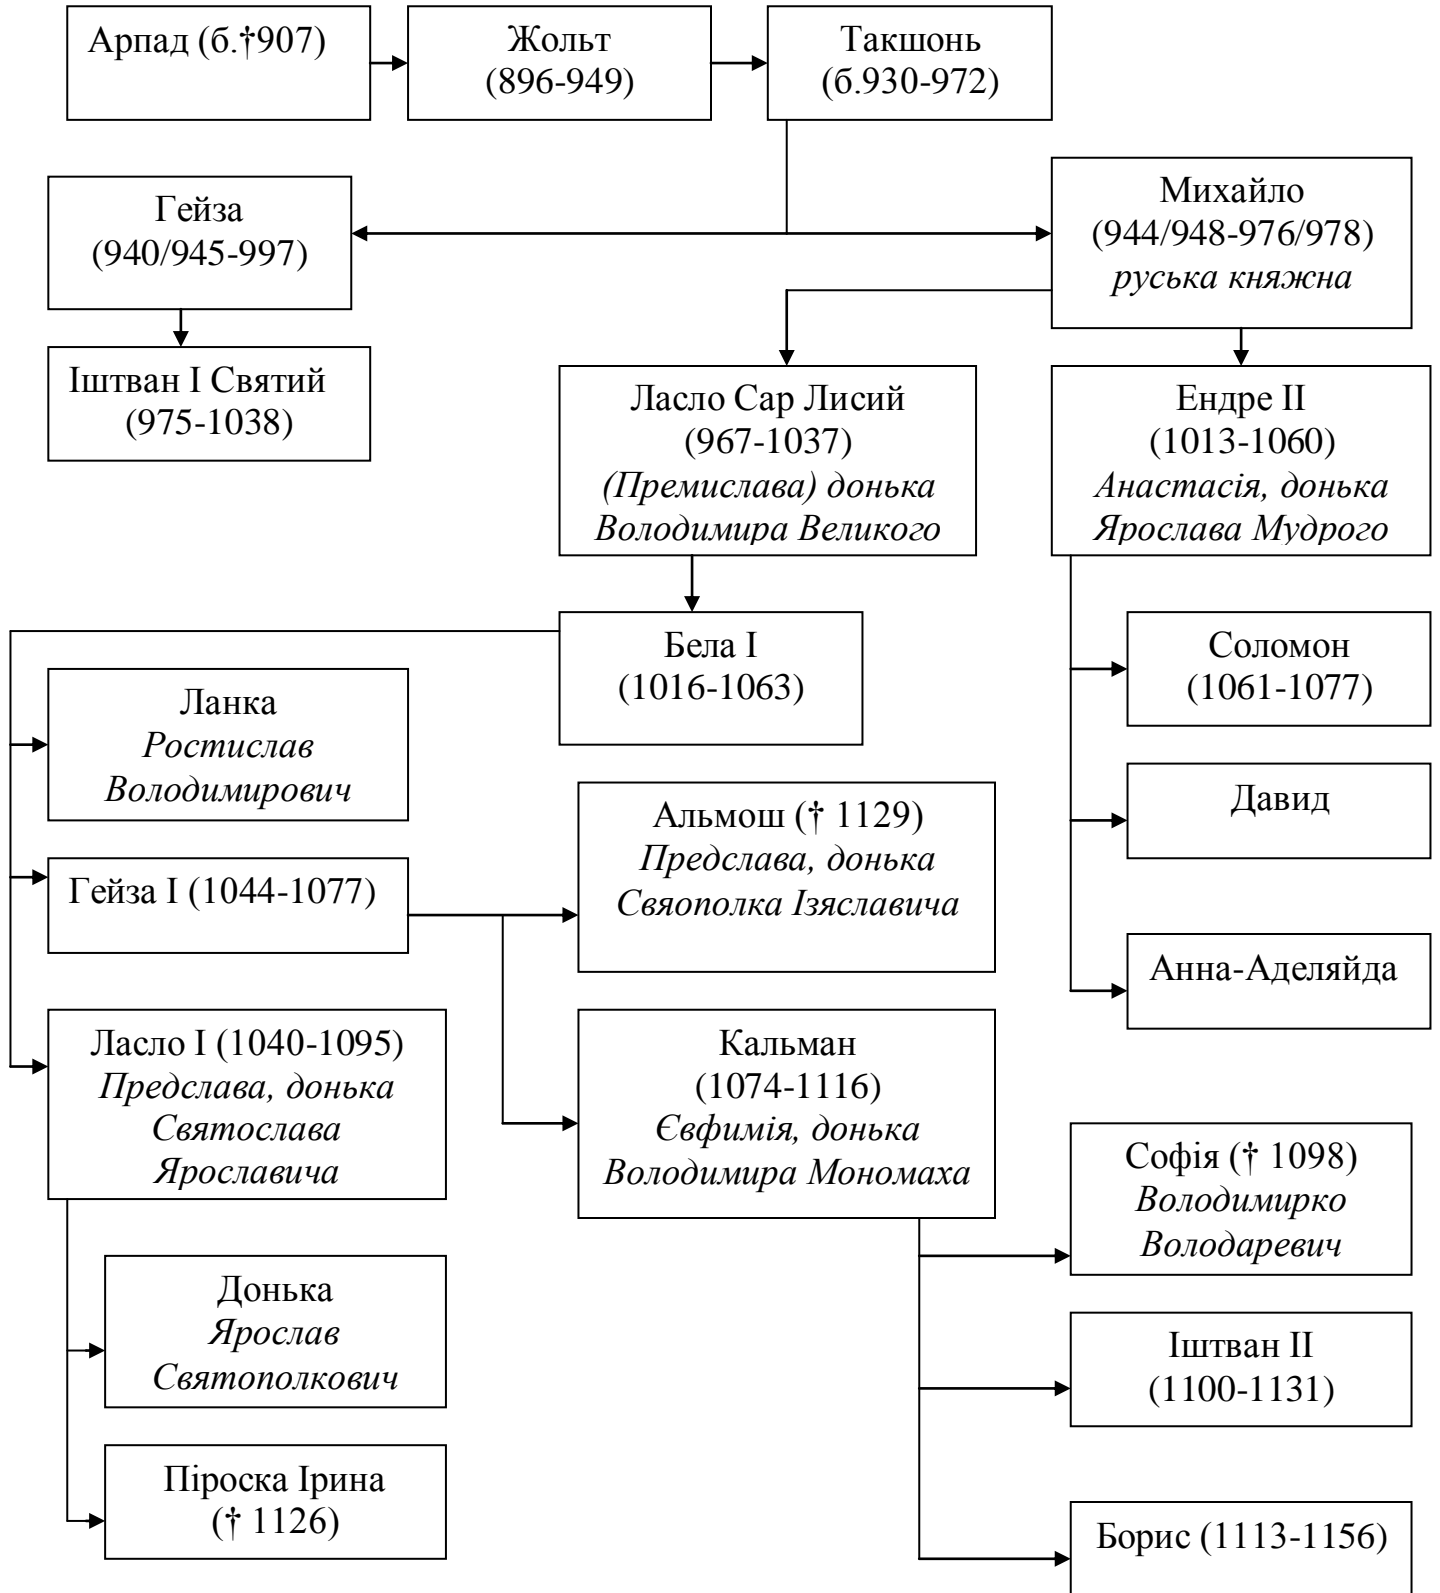 Арпад (б.†907)
Жольт
(896-949)
Такшонь
(б.930-972)
Гейза
(940/945-997)
Михайло
(944/948-976/978)
руська княжна
Іштван І Святий
(975-1038)
Ласло Сар Лисий
(967-1037)
(Премислава) донька
Володимира Великого
Ендре ІІ
(1013-1060)
Анастасія, донька
Ярослава Мудрого
Бела І
(1016-1063)
Соломон
(1061-1077)
Ланка
Ростислав
Володимирович
Давид
Альмош († 1129)
Предслава, донька
Свяополка Ізяславича
Гейза І (1044-1077)
Анна-Аделяйда
Ласло І (1040-1095)
Предслава, донька
Святослава
Ярославича
Кальман
(1074-1116)
Євфимія, донька
Володимира Мономаха
Софія († 1098)
Володимирко
Володаревич
Донька
Ярослав
Святополкович
Іштван ІІ
(1100-1131)
Піроска Ірина
(† 1126)
Борис (1113-1156)